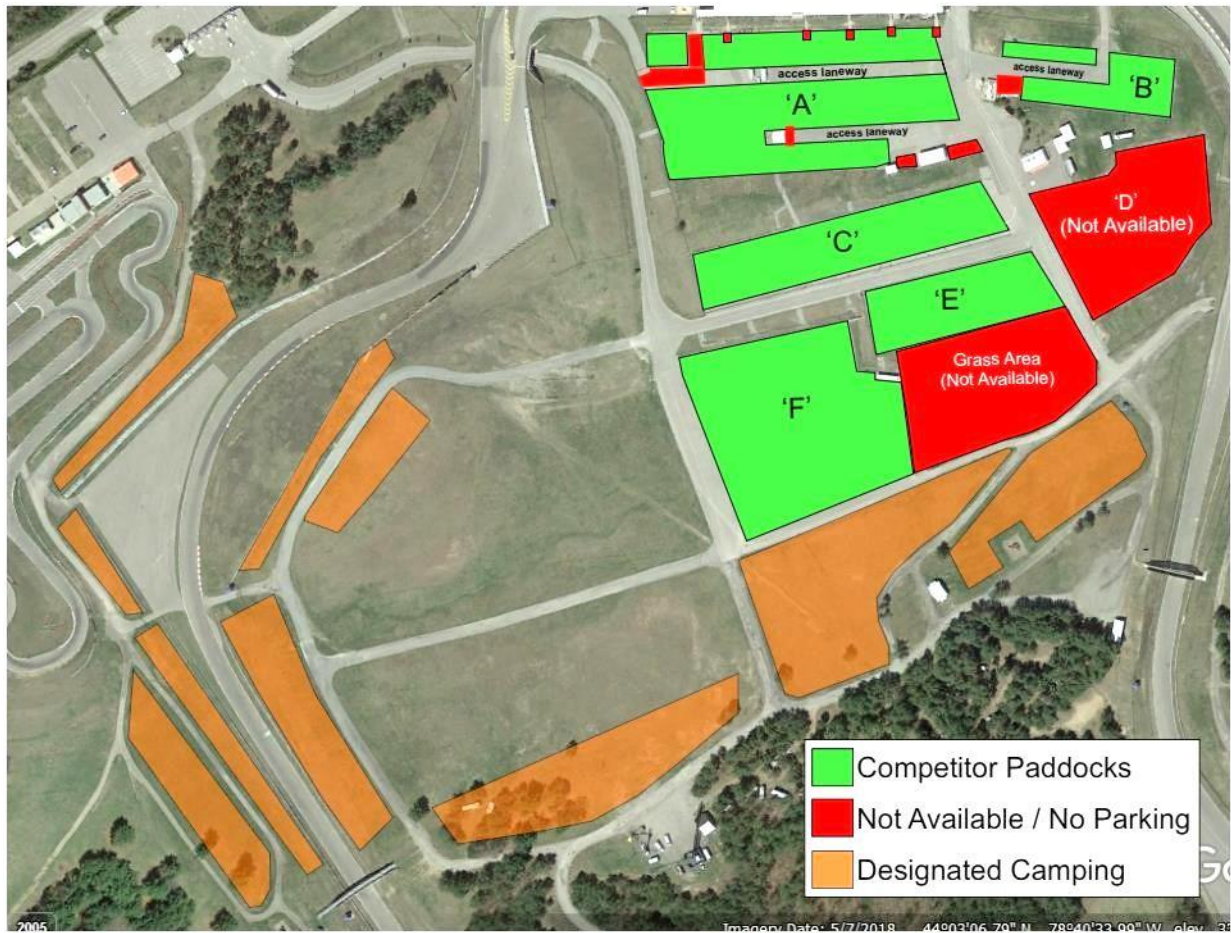 access laneway
'A'
access laneway
access laneway
'B'
'C'
'D'
(Not Available)
'E'
Grass Area
(Not Available)
'F'
Competitor Paddocks
Not Available / No Parking
Designated Camping
2005
Imagery Date: 5/7/2018 44°03'06.79" N 78°40'33.99" W elev